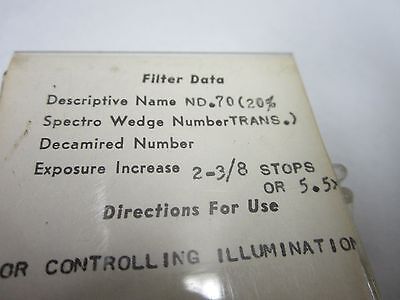 Filter Data
Descriptive Name ND.70(20%
Spectro Wedge Number TRANS.)
Decamired Number
Exposure Increase 2-3/8 STOPS
OR 5.5X
Directions For Use
OR CONTROLLING ILLUMINATION